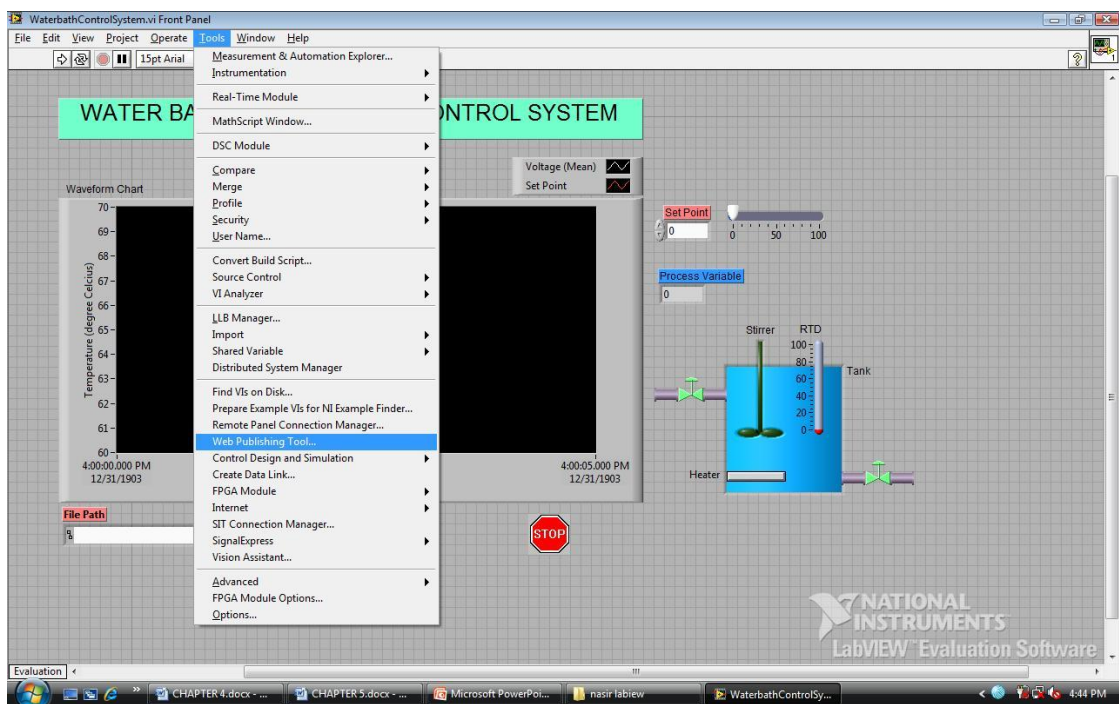 WaterbathControlSystem.vi Front Panel
File Edit View Project Operate Tools Window Help
15pt Arial
Measurement & Automation Explorer...
Instrumentation
Real-Time Module
MathScript Window...
DSC Module
Compare
Merge
Profile
Security
User Name...
Convert Build Script...
Source Control
VI Analyzer
LLB Manager...
Import
Shared Variable
Distributed System Manager
Find VIs on Disk...
Prepare Example VIs for NI Example Finder...
Remote Panel Connection Manager...
Web Publishing Tool...
Control Design and Simulation
Create Data Link...
FPGA Module
Internet
SIT Connection Manager...
SignalExpress
Vision Assistant...
Advanced
FPGA Module Options...
Options...
WATER BA
NTROL SYSTEM
Voltage (Mean)
Set Point
Waveform Chart
70
69
68
67
66
65
64
63
62
61
60
Temperature (degree Celcius)
4:00:00.000 PM
12/31/1903
4:00:05.000 PM
12/31/1903
File Path
STOP
Set Point
0
0 50 100
Process Variable
0
Stirrer RTD
100
80
60
40
20
0
Tank
Heater
NATIONAL
INSTRUMENTS
LabVIEW Evaluation Software
Evaluation
CHAPTER 4.docx - ... CHAPTER 5.docx - ... Microsoft PowerPoi... nasir labiew WaterbathControlSy... 4:44 PM